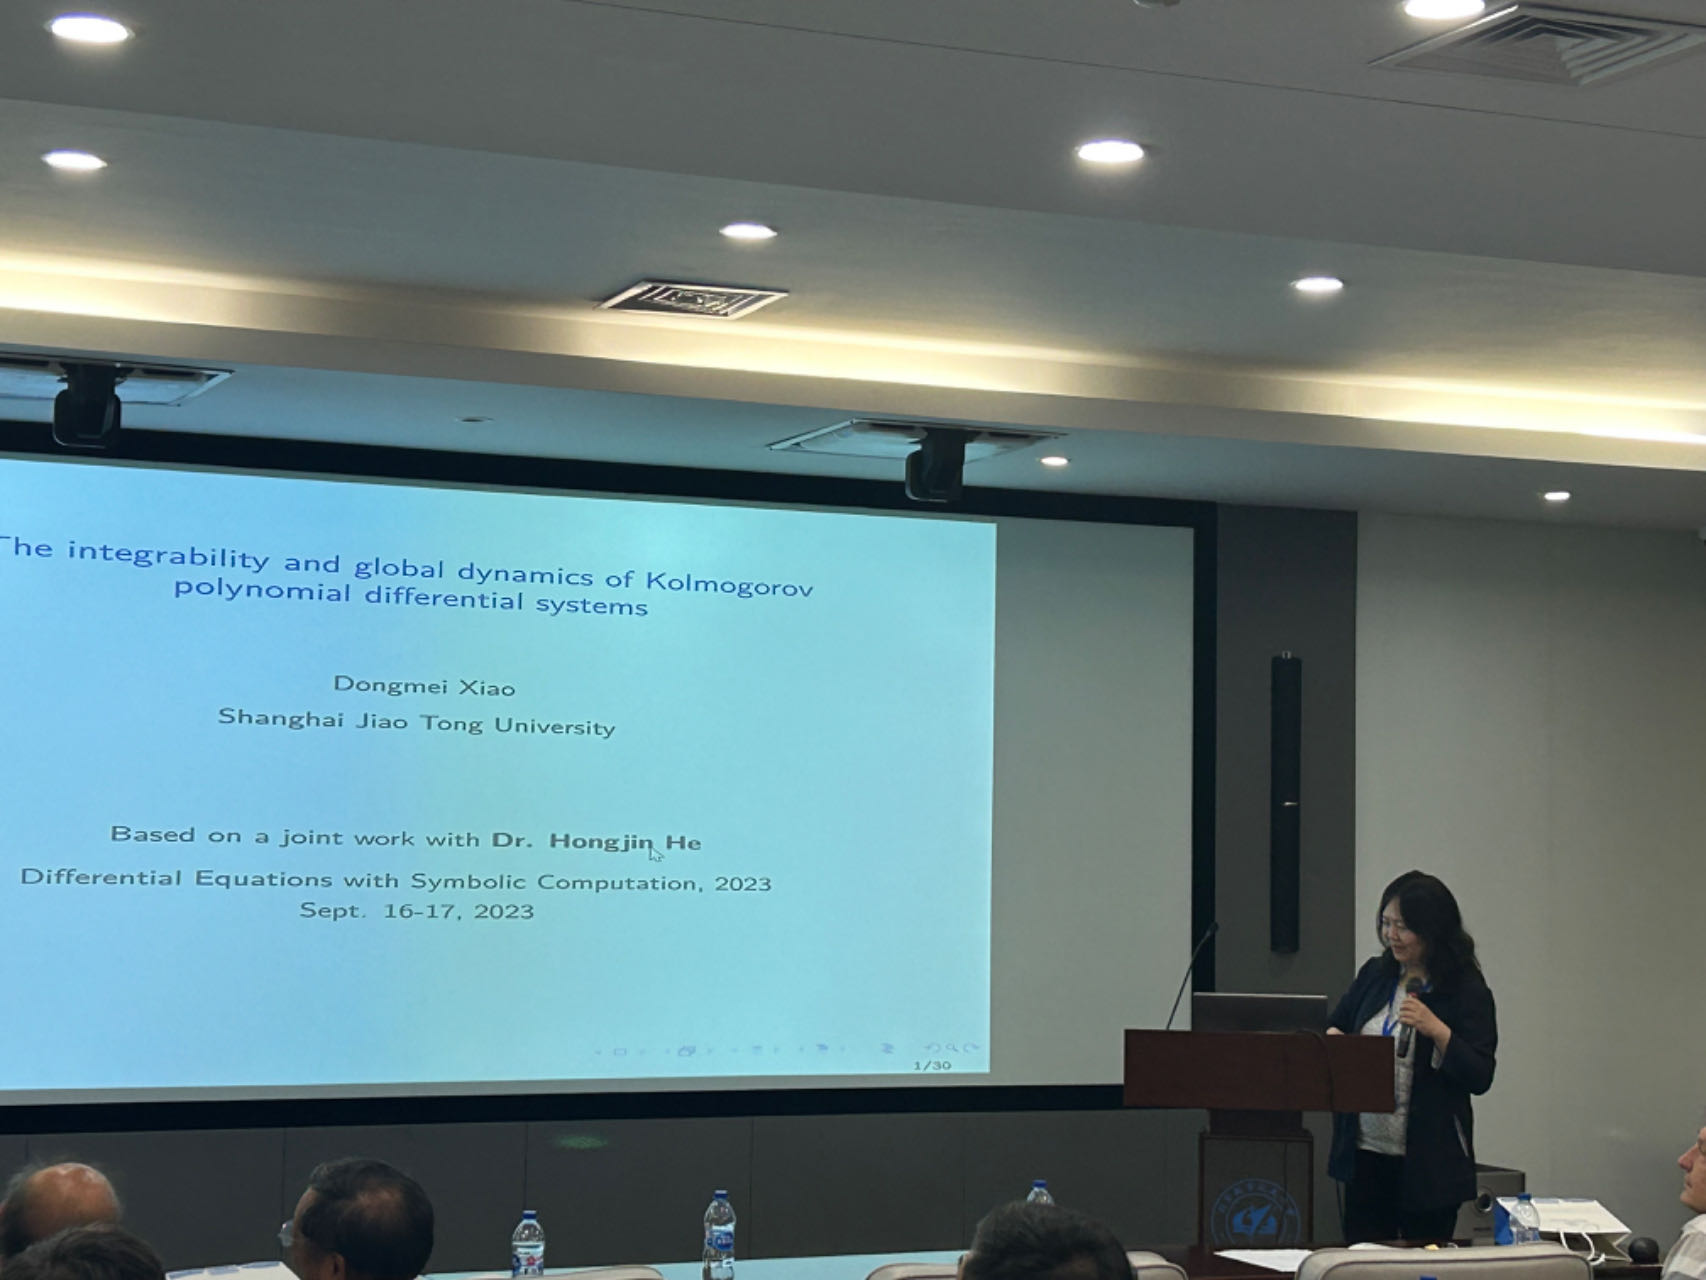 The integrability and global dynamics of Kolmogorov
polynomial differential systems
Dongmei Xiao
Shanghai Jiao Tong University
Based on a joint work with Dr. Hongjin He
Differential Equations with Symbolic Computation, 2023
Sept. 16-17, 2023
1/30